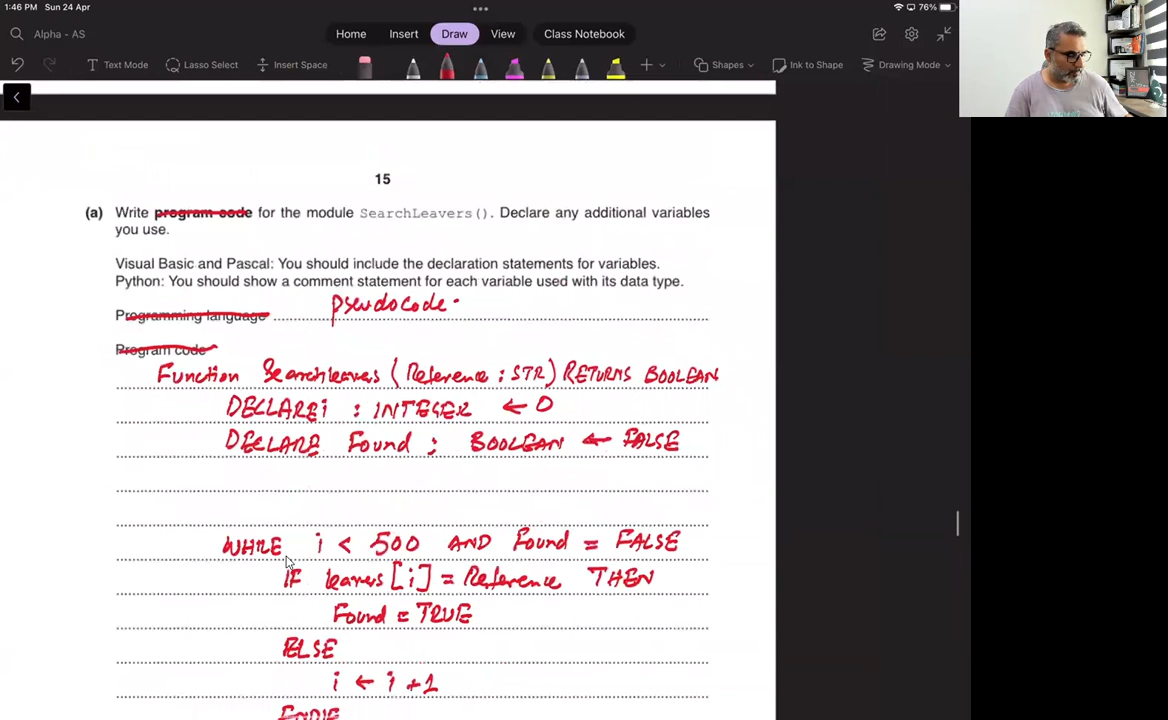 1:46 PM Sun 24 Apr
76%
Alpha - AS
Home Insert Draw View Class Notebook
Text Mode Lasso Select Insert Space Shapes Ink to Shape Drawing Mode
15
(a) Write program code for the module SearchLeavers(). Declare any additional variables
you use.
Visual Basic and Pascal: You should include the declaration statements for variables.
Python: You should show a comment statement for each variable used with its data type.
Programming language pseudocode.
Program code
Function Searchleavers (Reference : STR) RETURNS BOOLEAN
DECLARE i : INTEGER ← 0
DECLARE Found : BOOLEAN ← FALSE
WHILE i < 500 AND Found = FALSE
IF leavers[i] = Reference THEN
Found = TRUE
ELSE
i ← i +1
ENDIF